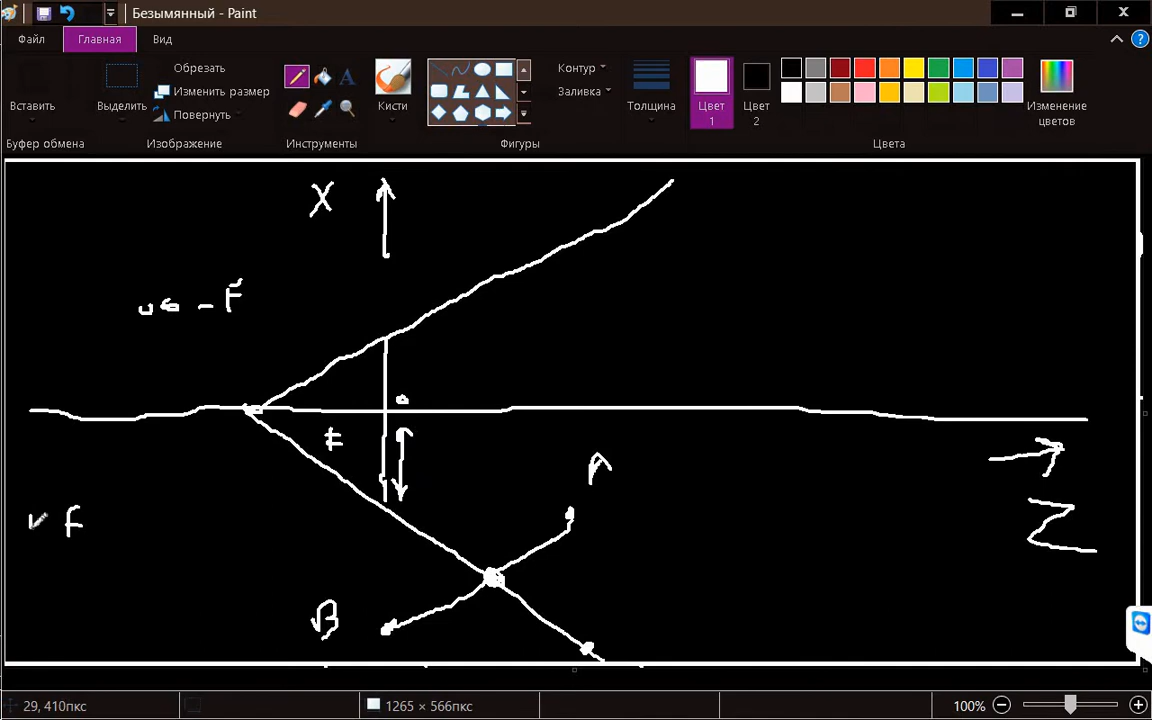 Безымянный - Paint
Файл Главная Вид
Вставить
Буфер обмена
Выделить
Обрезать
Изменить размер
Повернуть
Изображение
A
Инструменты
Кисти
Контур
Заливка
Фигуры
Толщина
Цвет 1
Цвет 2
Изменение цветов
Цвета
X
- F
F
A
B
Z
29, 410пкс
1265 × 566пкс
100%